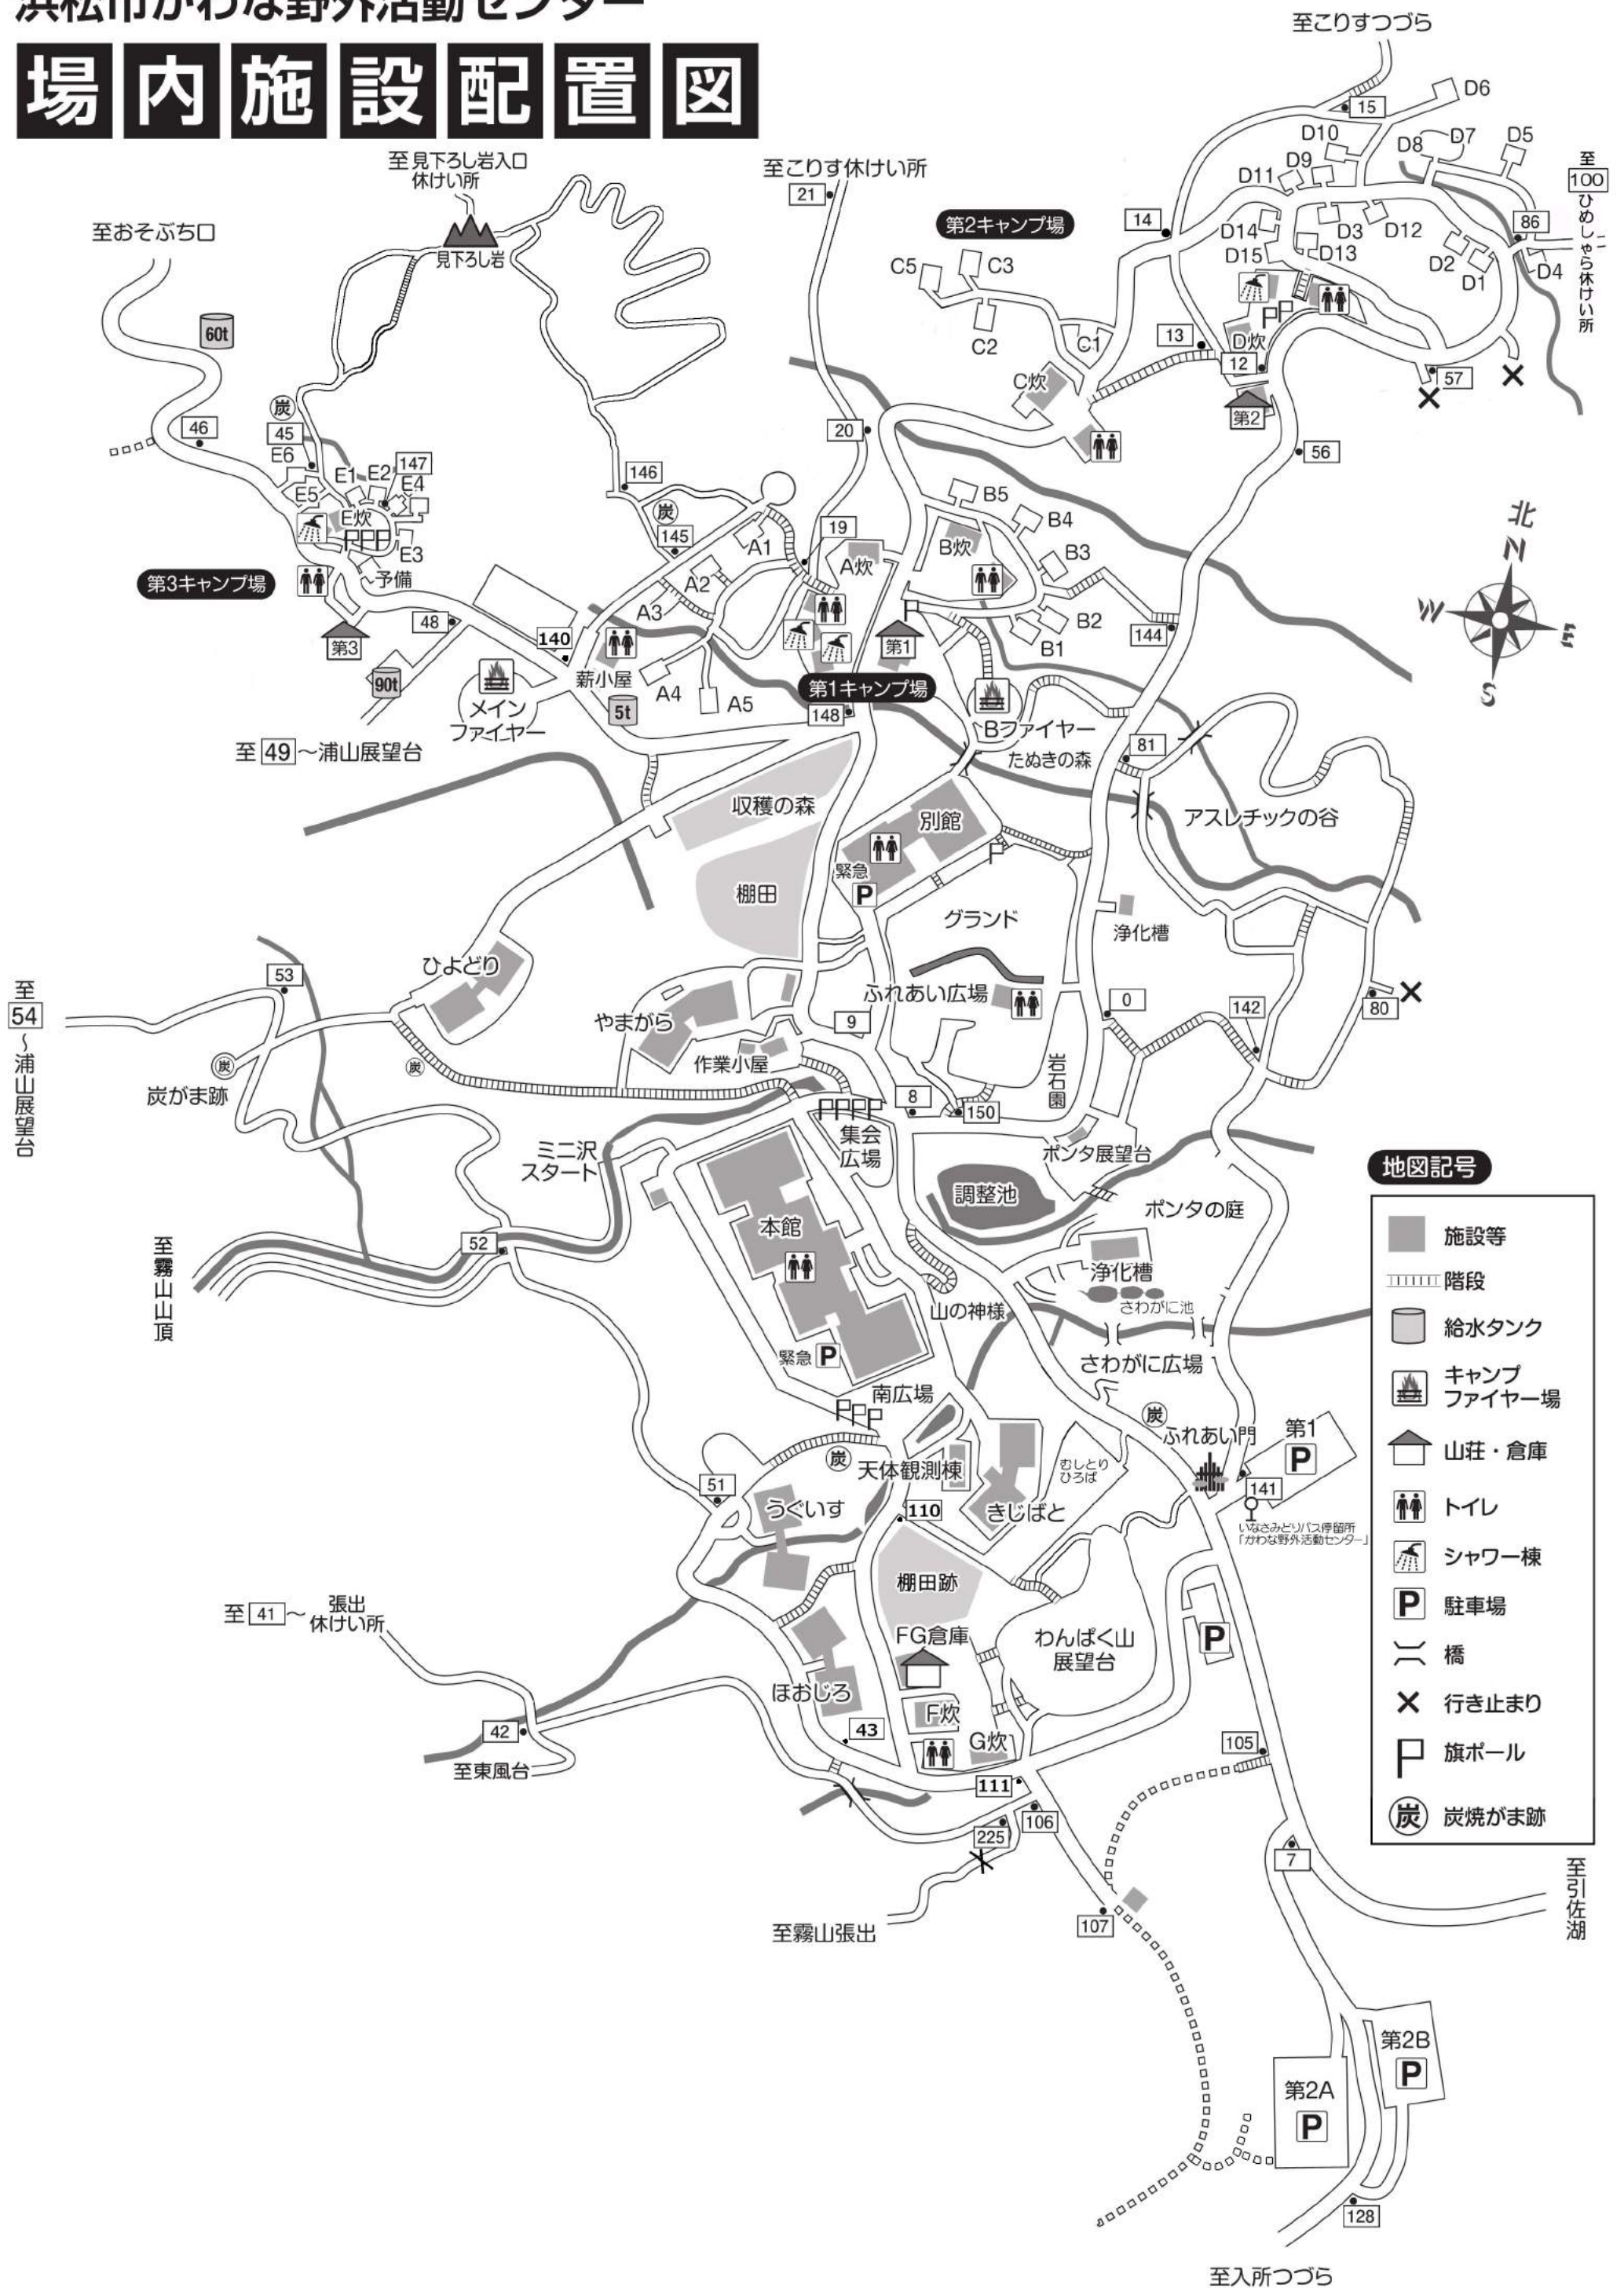 浜松市かわな野外活動センター
場内施設配置図
至こりすつづら
15
D6
D10
D8
D7
D5
D9
D11
至
100
ひめしゃら休けい所
86
14
D14
D3
D12
D15
D13
D2
D1
D4
至見下ろし岩入口
休けい所
至こりす休けい所
21
第2キャンプ場
至おそぶち口
見下ろし岩
C5
C3
C2
C1
13
D炊
12
57
第2
C炊
60t
炭
45
46
E6
E1
E2
147
E4
E5
E炊
E3
予備
第3キャンプ場
第3
48
90t
20
56
146
炭
145
19
A1
A2
A3
A炊
B5
B4
B炊
B3
B2
B1
144
第1
140
薪小屋
A4
A5
5t
第1キャンプ場
148
メイン
ファイヤー
Bファイヤー
たぬきの森
81
至49～浦山展望台
北
N
W
E
S
収穫の森
別館
アスレチックの谷
緊急
P
棚田
グランド
浄化槽
ひよどり
53
至
54
～浦山展望台
やまがら
ふれあい広場
0
142
80
9
作業小屋
岩石園
炭
炭がま跡
炭
8
150
集会
広場
ポンタ展望台
ミニ沢
スタート
調整池
ポンタの庭
本館
52
至霧山山頂
浄化槽
さわがに池
山の神様
さわがに広場
緊急P
南広場
炭
ふれあい門
第1
P
141
いなさみどりバス停留所
「かわな野外活動センター」
炭
天体観測棟
むしとり
ひろば
51
うぐいす
110
きじばと
棚田跡
至41～
張出
休けい所
FG倉庫
わんぱく山
展望台
P
ほおじろ
F炊
43
G炊
42
至東風台
105
111
106
225
7
至霧山張出
107
至引佐湖
第2B
P
第2A
P
128
至入所つづら
地図記号
施設等
階段
給水タンク
キャンプ
ファイヤー場
山荘・倉庫
トイレ
シャワー棟
P 駐車場
橋
行き止まり
旗ポール
炭 炭焼がま跡